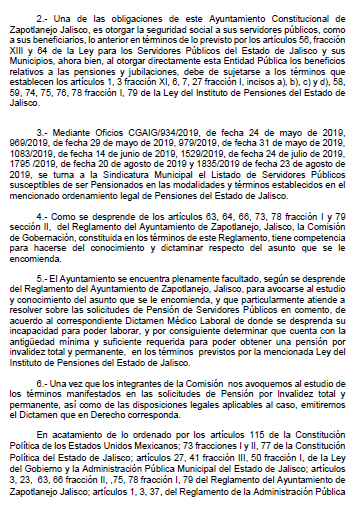 2.- Una de las obligaciones de este Ayuntamiento Constitucional de
Zapotlanejo Jalisco, es otorgar la seguridad social a sus servidores públicos, como
a sus beneficiarios, lo anterior en términos de lo previsto por los artículos 56, fracción
XIII y 64 de la Ley para los Servidores Públicos del Estado de Jalisco y sus
Municipios, ahora bien, al otorgar directamente esta Entidad Pública los beneficios
relativos a las pensiones y jubilaciones, debe de sujetarse a los términos que
establecen los artículos 1, 3 fracción XI, 6, 7, 27 fracción I, incisos a), b), c) y d), 58,
59, 74, 75, 76, 78 fracción I, 79 de la Ley del Instituto de Pensiones del Estado de
Jalisco.
3.- Mediante Oficios CGAIG/934/2019, de fecha 24 de mayo de 2019,
969/2019, de fecha 29 de mayo de 2019, 979/2019, de fecha 31 de mayo de 2019,
1083/2019, de fecha 14 de junio de 2019, 1529/2019, de fecha 24 de julio de 2019,
1795 /2019, de fecha 20 de agosto de 2019 y 1835/2019 de fecha 23 de agosto de
2019, se turna a la Sindicatura Municipal el Listado de Servidores Públicos
susceptibles de ser Pensionados en las modalidades y términos establecidos en el
mencionado ordenamiento legal de Pensiones del Estado de Jalisco.
4.- Como se desprende de los artículos 63, 64, 66, 73, 78 fracción I y 79
sección II, del Reglamento del Ayuntamiento de Zapotlanejo, Jalisco, la Comisión
de Gobernación, constituida en los términos de este Reglamento, tiene competencia
para hacerse del conocimiento y dictaminar respecto del asunto que se le
encomienda.
5.- El Ayuntamiento se encuentra plenamente facultado, según se desprende
del Reglamento del Ayuntamiento de Zapotlanejo, Jalisco, para avocarse al estudio
y conocimiento del asunto que se le encomienda, y que particularmente atiende a
resolver sobre las solicitudes de Pensión de Servidores Públicos en comento, de
acuerdo al correspondiente Dictamen Médico Laboral de donde se desprenda su
incapacidad para poder laborar, y por consiguiente determinar que cuenta con la
antigüedad mínima y suficiente requerida para poder obtener una pensión por
invalidez total y permanente, en los términos previstos por la mencionada Ley del
Instituto de Pensiones del Estado de Jalisco.
6.- Una vez que los integrantes de la Comisión nos avoquemos al estudio de
los términos manifestados en las solicitudes de Pensión por Invalidez total y
permanente, así como de las disposiciones legales aplicables al caso, emitiremos
el Dictamen que en Derecho corresponda.
En acatamiento de lo ordenado por los artículos 115 de la Constitución
Política de los Estados Unidos Mexicanos; 73 fracciones I y II, 77 de la Constitución
Política del Estado de Jalisco; artículos 27, 41 fracción III, 50 fracción I, de la Ley
del Gobierno y la Administración Pública Municipal del Estado de Jalisco; artículos
3, 23, 63, 66 fracción II, ,75, 78 fracción I, 79 del Reglamento del Ayuntamiento de
Zapotlanejo Jalisco; artículos 1, 3, 37, del Reglamento de la Administración Pública